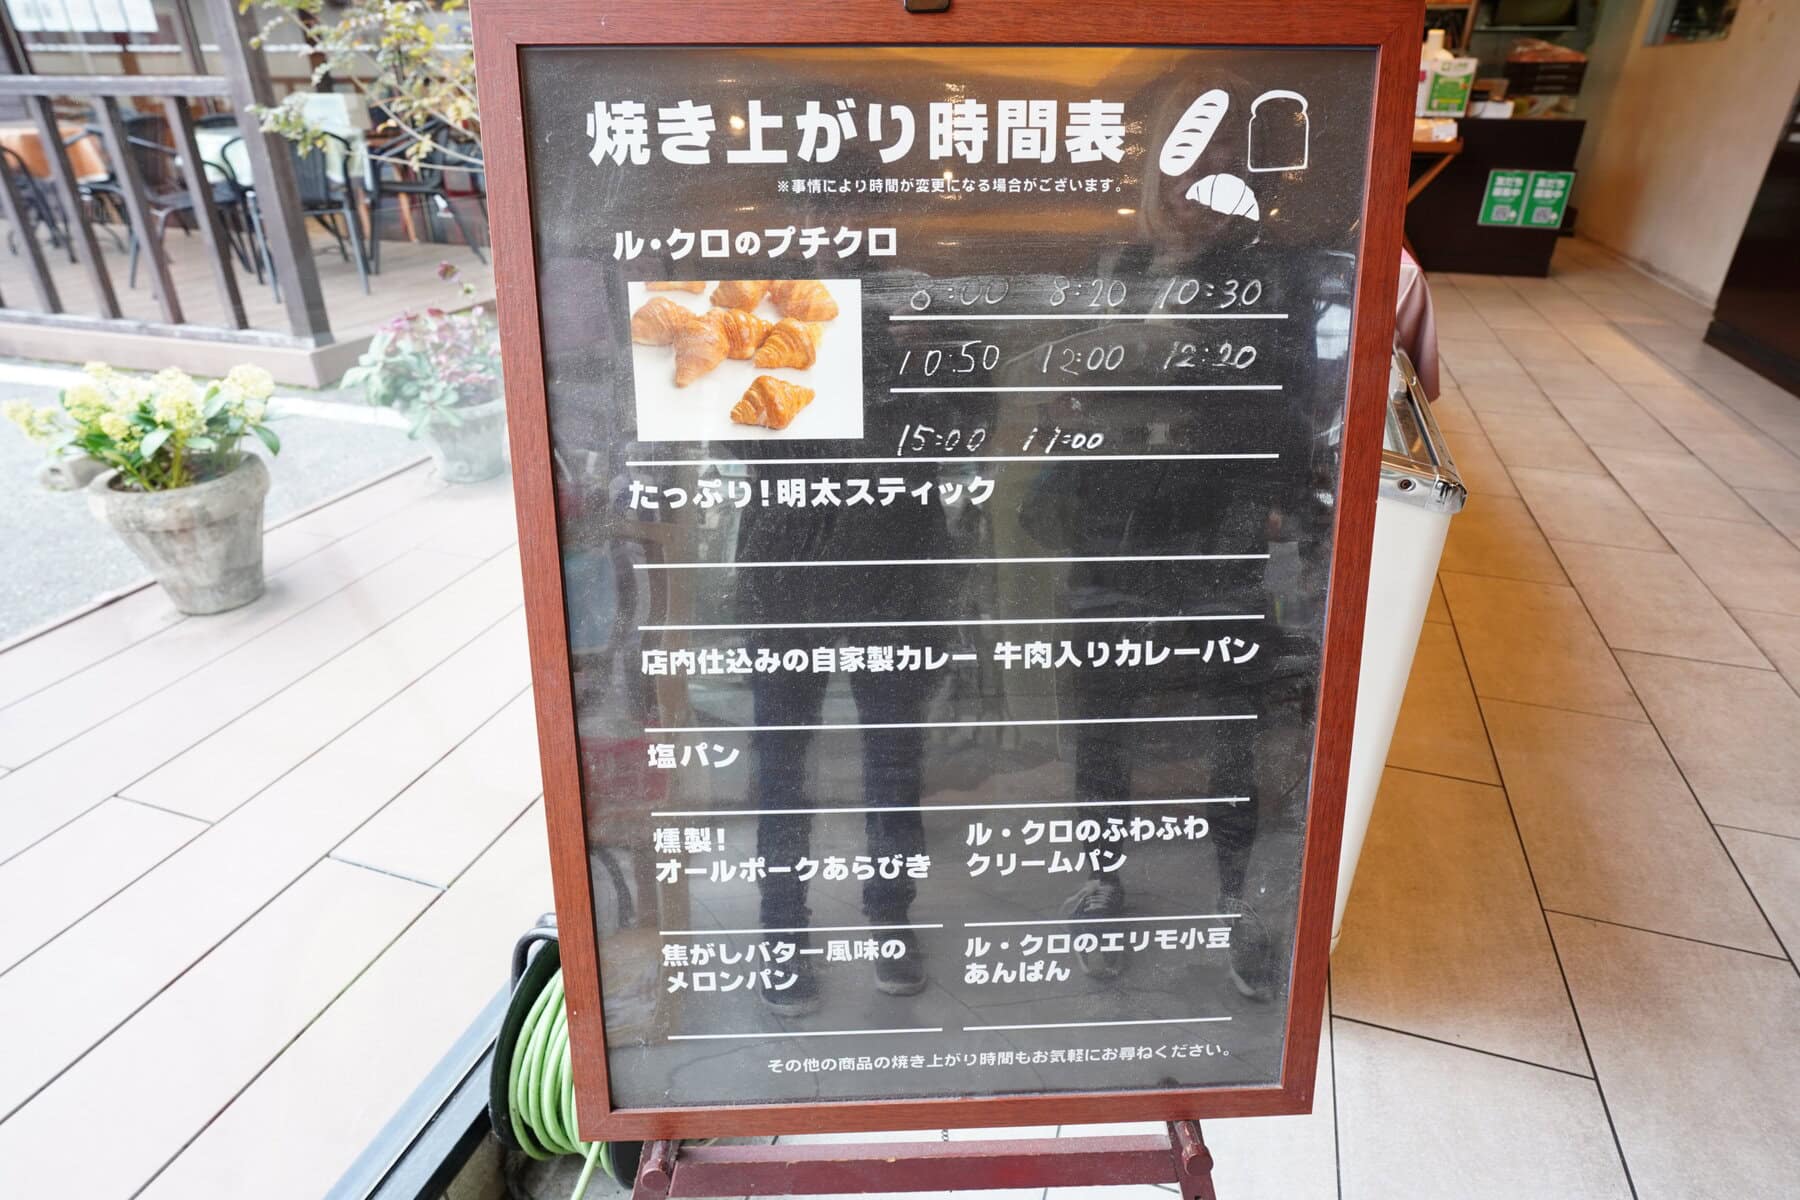 焼き上がり時間表
※事情により時間が変更になる場合がございます。
ル・クロのプチクロ
8:20 10:30
10:50 12:00 12:20
15:00 17:00
たっぷり!明太スティック
店内仕込みの自家製カレー 牛肉入りカレーパン
塩パン
燻製!
オールポークあらびき
ル・クロのふわふわ
クリームパン
焦がしバター風味の
メロンパン
ル・クロのエリモ小豆
あんぱん
その他の商品の焼き上がり時間もお気軽にお尋ねください。